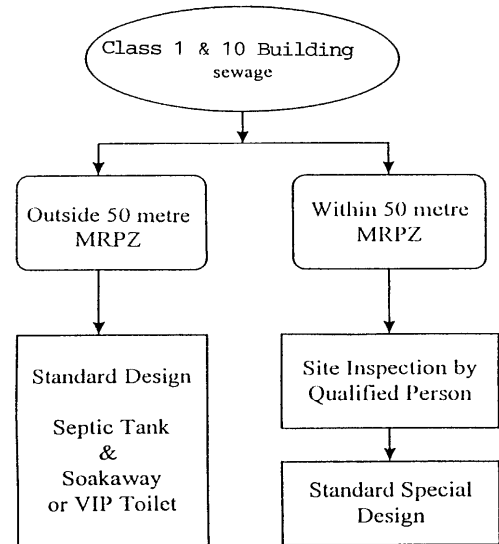 Class 1 & 10 Building
sewage
Outside 50 metre
MRPZ
Within 50 metre
MRPZ
Standard Design
Septic Tank
&
Soakaway
or VIP Toilet
Site Inspection by
Qualified Person
Standard Special
Design